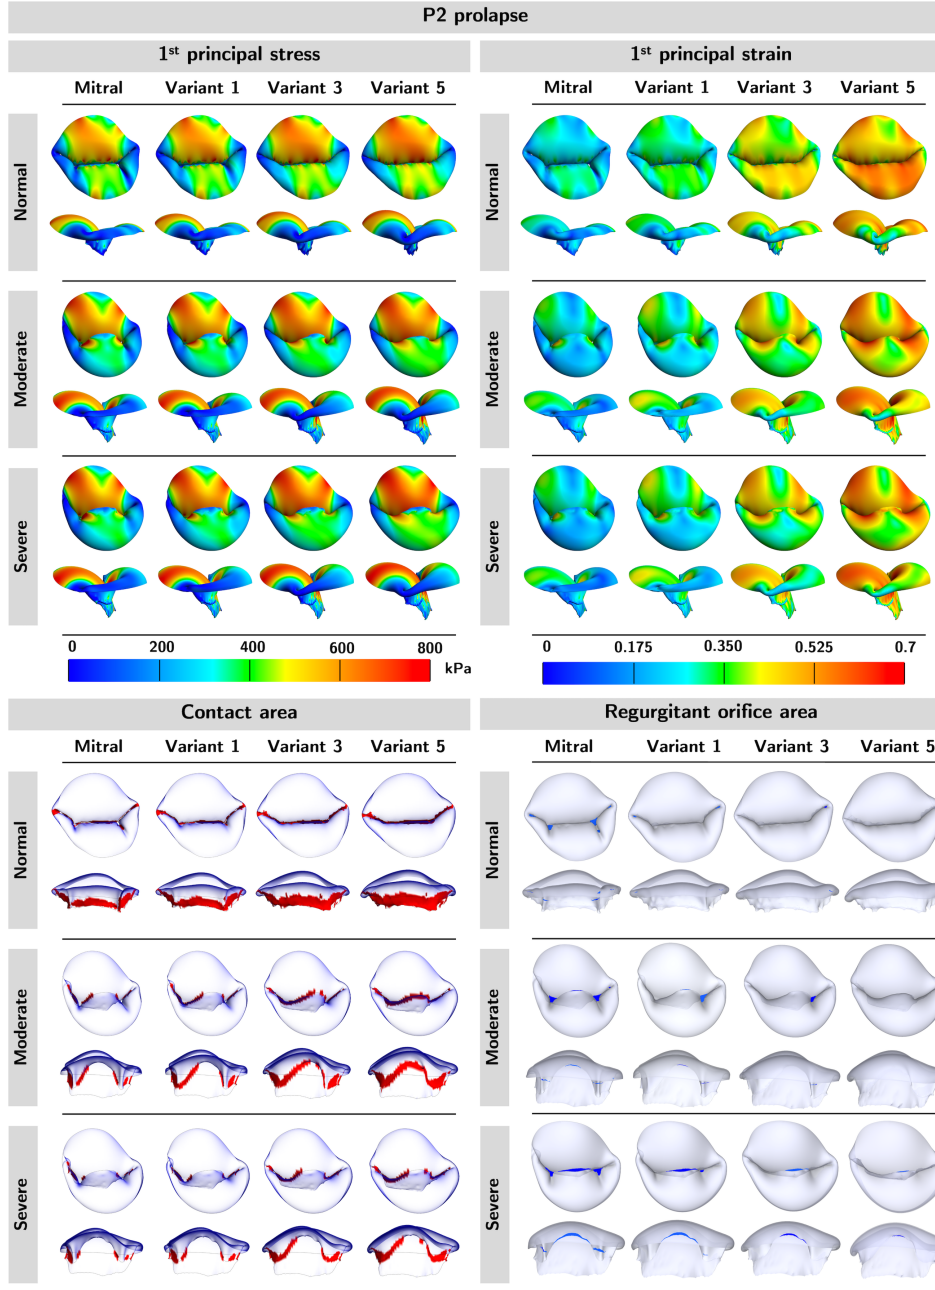 P2 prolapse
1st principal stress
1st principal strain
Mitral Variant 1 Variant 3 Variant 5
Mitral Variant 1 Variant 3 Variant 5
Normal
Normal
Moderate
Moderate
Severe
Severe
0 200 400 600 800
kPa
0 0.175 0.350 0.525 0.7
Contact area
Regurgitant orifice area
Mitral Variant 1 Variant 3 Variant 5
Mitral Variant 1 Variant 3 Variant 5
Normal
Normal
Moderate
Moderate
Severe
Severe